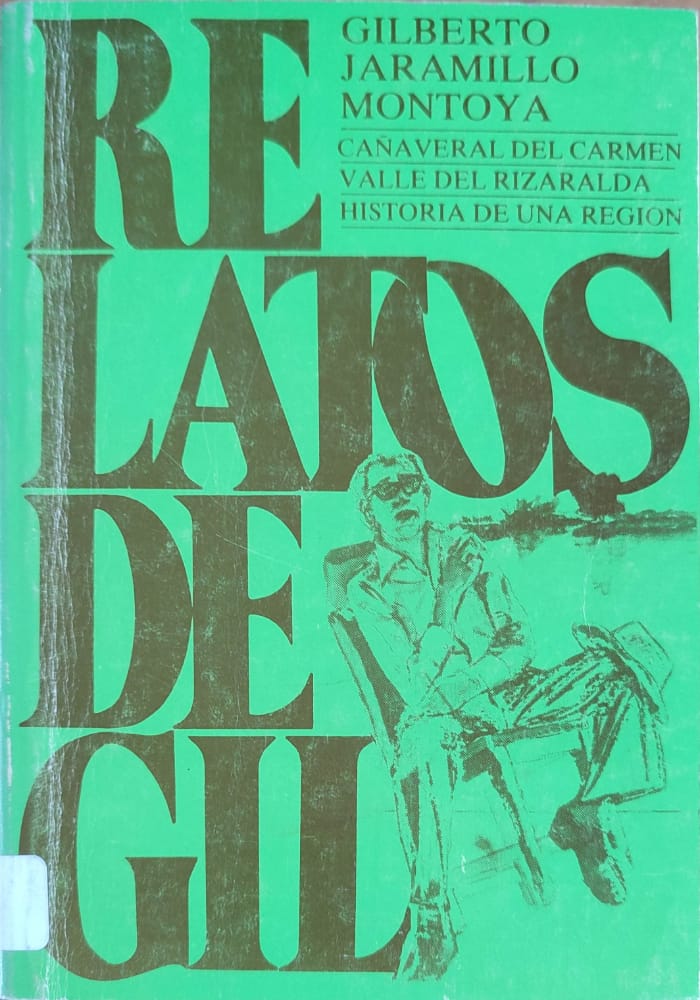 RE
LATOS
DE
GIL
GILBERTO
JARAMILLO
MONTOYA
CAÑAVERAL DEL CARMEN
VALLE DEL RIZARALDA
HISTORIA DE UNA REGION